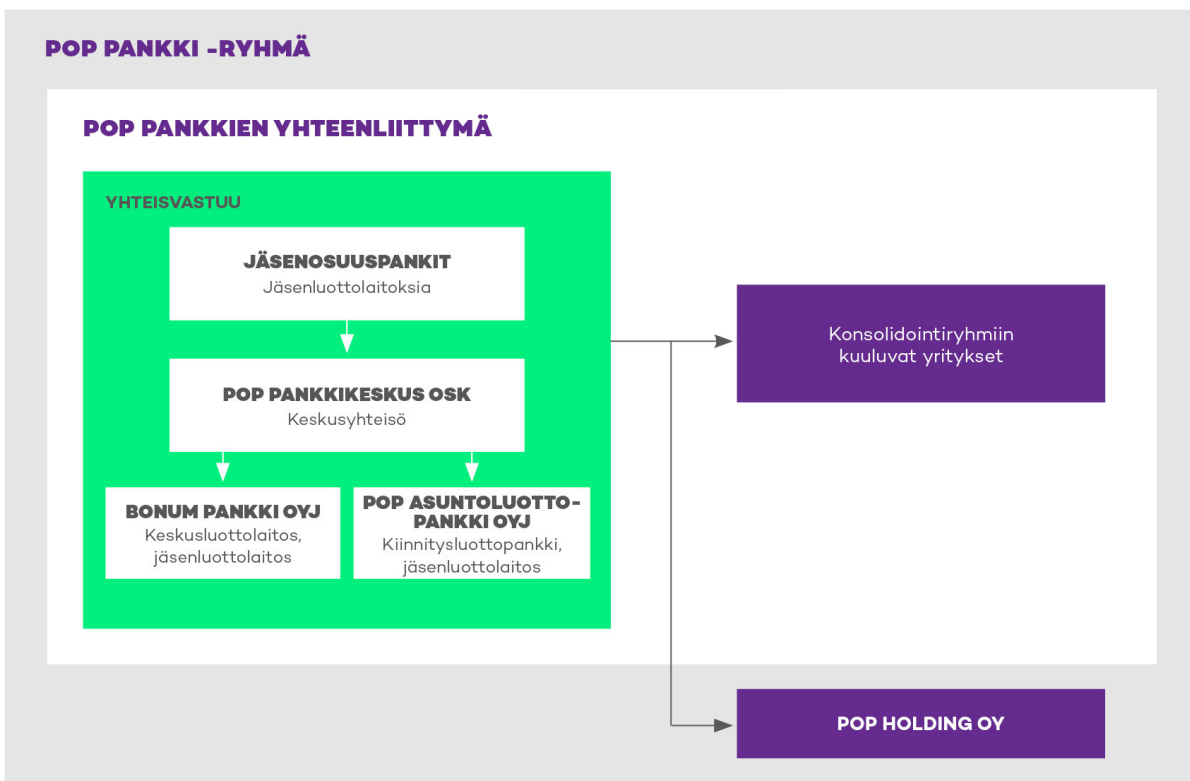 POP PANKKI -RYHMÄ
POP PANKKIEN YHTEENLIITTYMÄ
YHTEISVASTUU
JÄSENOSUUSPANKIT
Jäsenluottolaitoksia
POP PANKKIKESKUS OSK
Keskusyhteisö
BONUM PANKKI OYJ
Keskusluottolaitos,
jäsenluottolaitos
POP ASUNTOLUOTTO-
PANKKI OYJ
Kiinnitysluottopankki,
jäsenluottolaitos
Konsolidointiryhmiin
kuuluvat yritykset
POP HOLDING OY